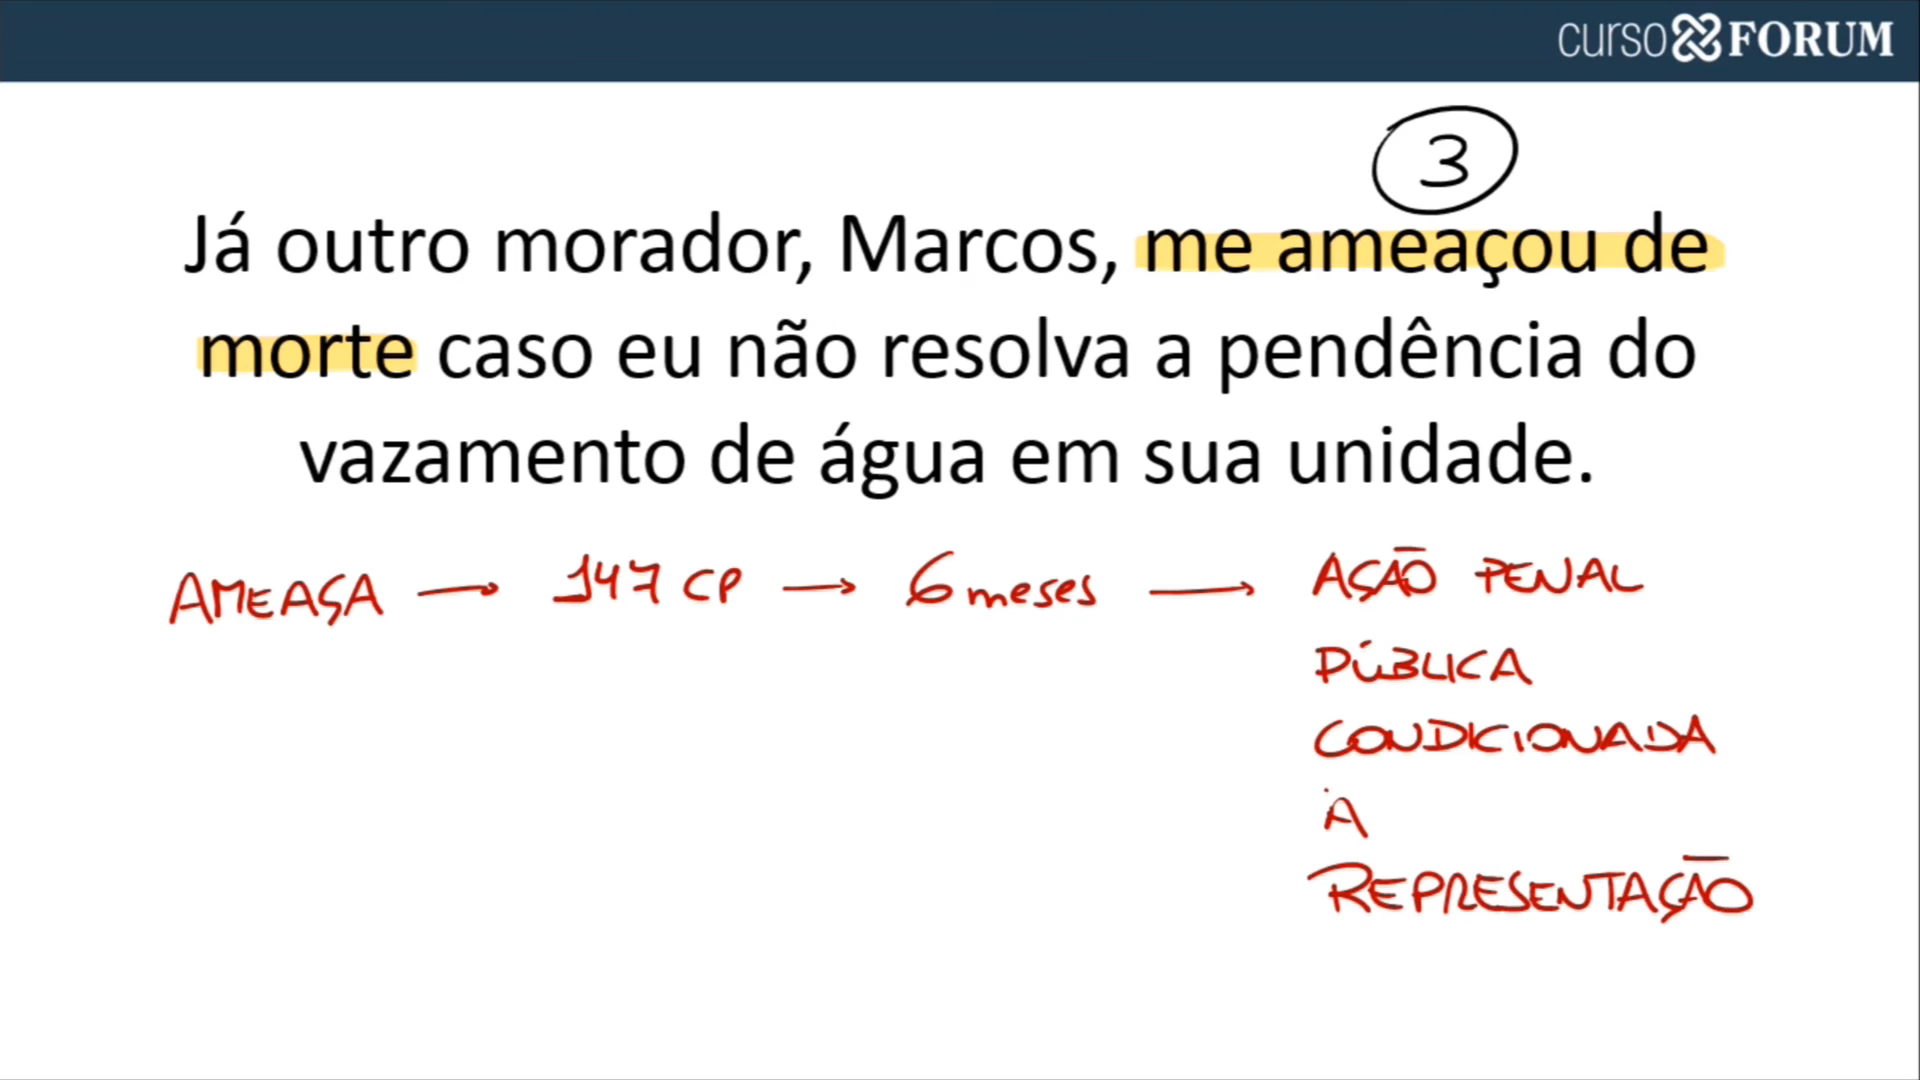 curso FORUM
3
Já outro morador, Marcos, me ameaçou de
morte caso eu não resolva a pendência do
vazamento de água em sua unidade.
AMEAÇA → 147 CP → 6 meses → AÇÃO PENAL
PÚBLICA
CONDICIONADA
À
REPRESENTAÇÃO